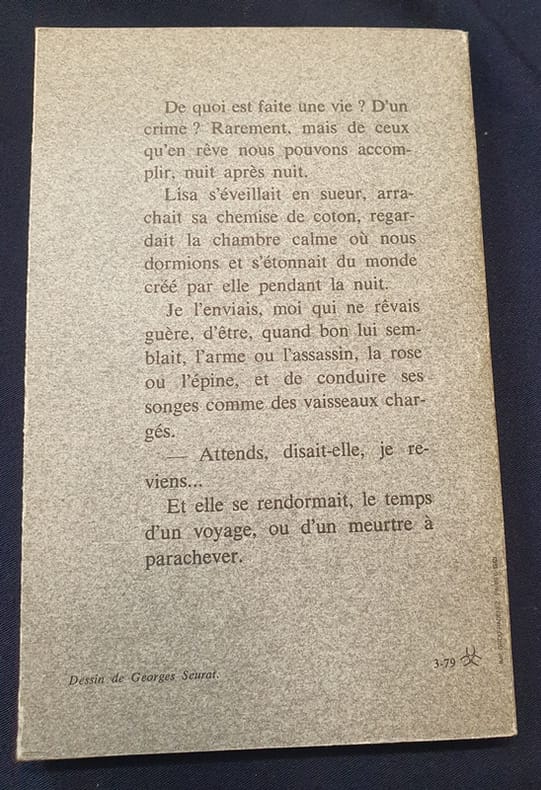 De quoi est faite une vie ? D'un
crime ? Rarement, mais de ceux
qu'en rêve nous pouvons accom-
plir, nuit après nuit.
Lisa s'éveillait en sueur, arra-
chait sa chemise de coton, regar-
dait la chambre calme où nous
dormions et s'étonnait du monde
créé par elle pendant la nuit.
Je l'enviais, moi qui ne rêvais
guère, d'être, quand bon lui sem-
blait, l'arme ou l'assassin, la rose
ou l'épine, et de conduire ses
songes comme des vaisseaux char-
gés.
— Attends, disait-elle, je re-
viens...
Et elle se rendormait, le temps
d'un voyage, ou d'un meurtre à
parachever.
Dessin de Georges Seurat.
3-79